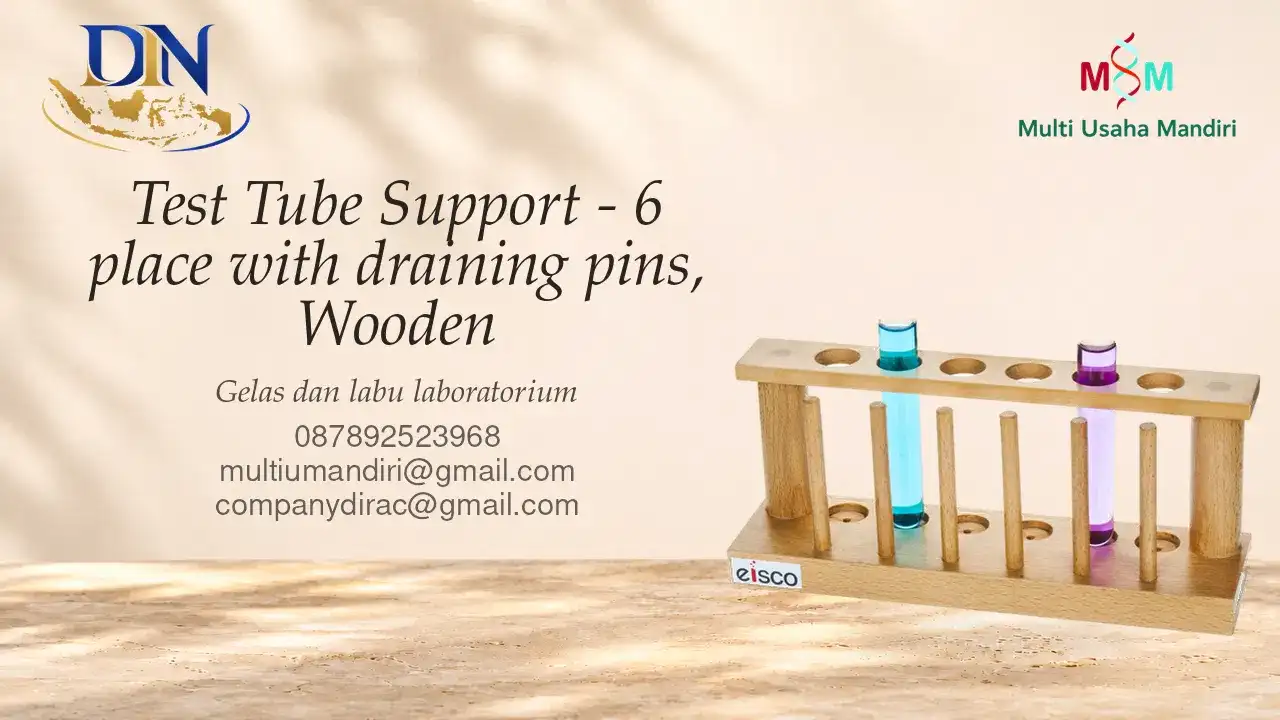 DIN
M M
Multi Usaha Mandiri
Test Tube Support - 6
place with draining pins,
Wooden
Gelas dan labu laboratorium
087892523968
multiumandiri@gmail.com
companydirac@gmail.com
eisco